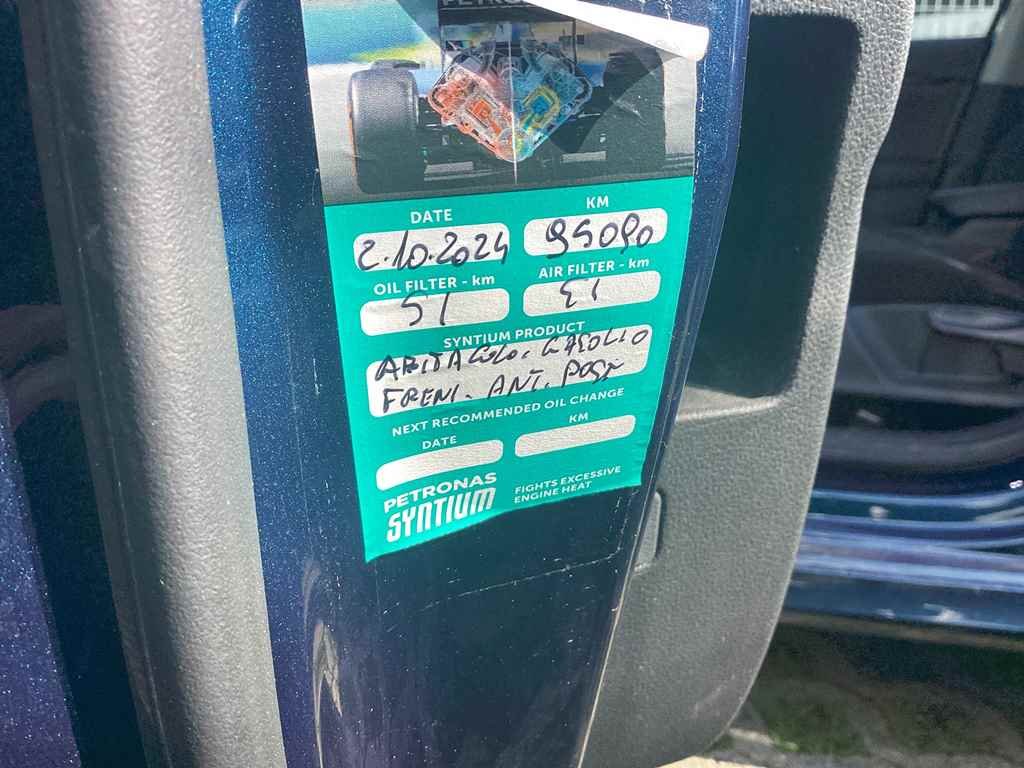 PETRONAS
DATE KM
2.10.2024 95090
OIL FILTER - km AIR FILTER - km
SI SI
SYNTIUM PRODUCT
ABITACOLO. GASOLIO
FRENI. ANT. POST
NEXT RECOMMENDED OIL CHANGE
DATE KM
PETRONAS
SYNTIUM
FIGHTS EXCESSIVE
ENGINE HEAT